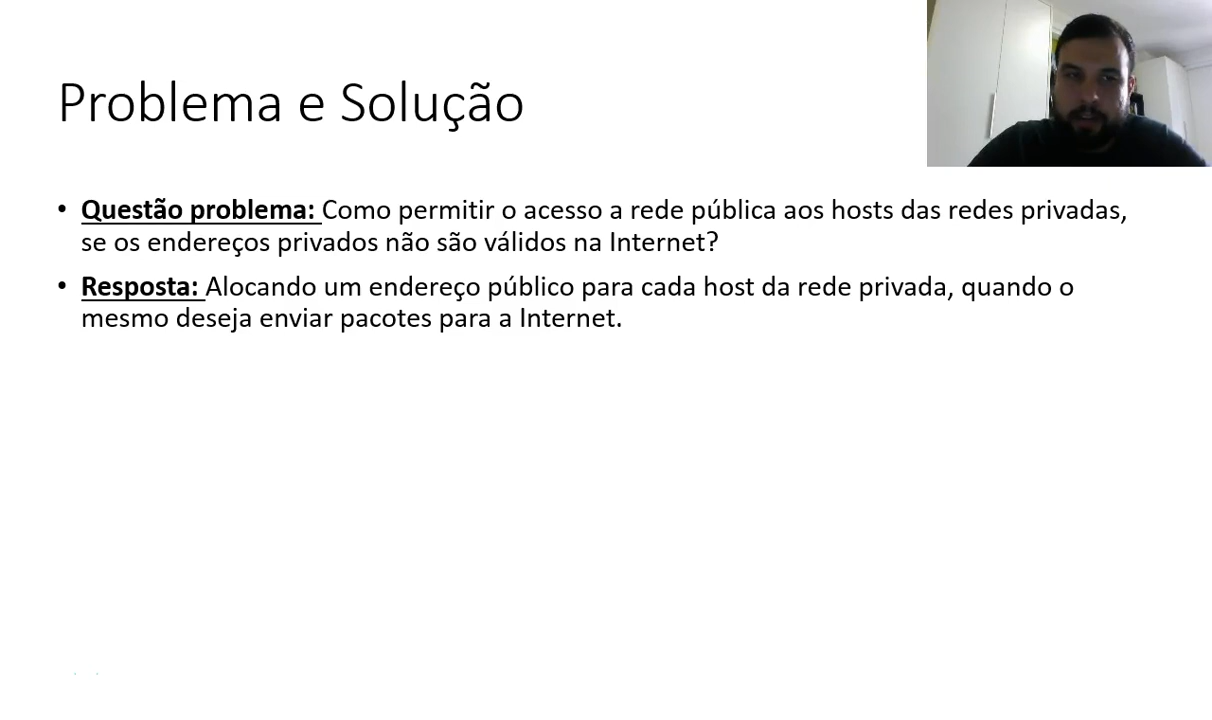 Problema e Solução
• Questão problema: Como permitir o acesso a rede pública aos hosts das redes privadas,
se os endereços privados não são válidos na Internet?
• Resposta: Alocando um endereço público para cada host da rede privada, quando o
mesmo deseja enviar pacotes para a Internet.